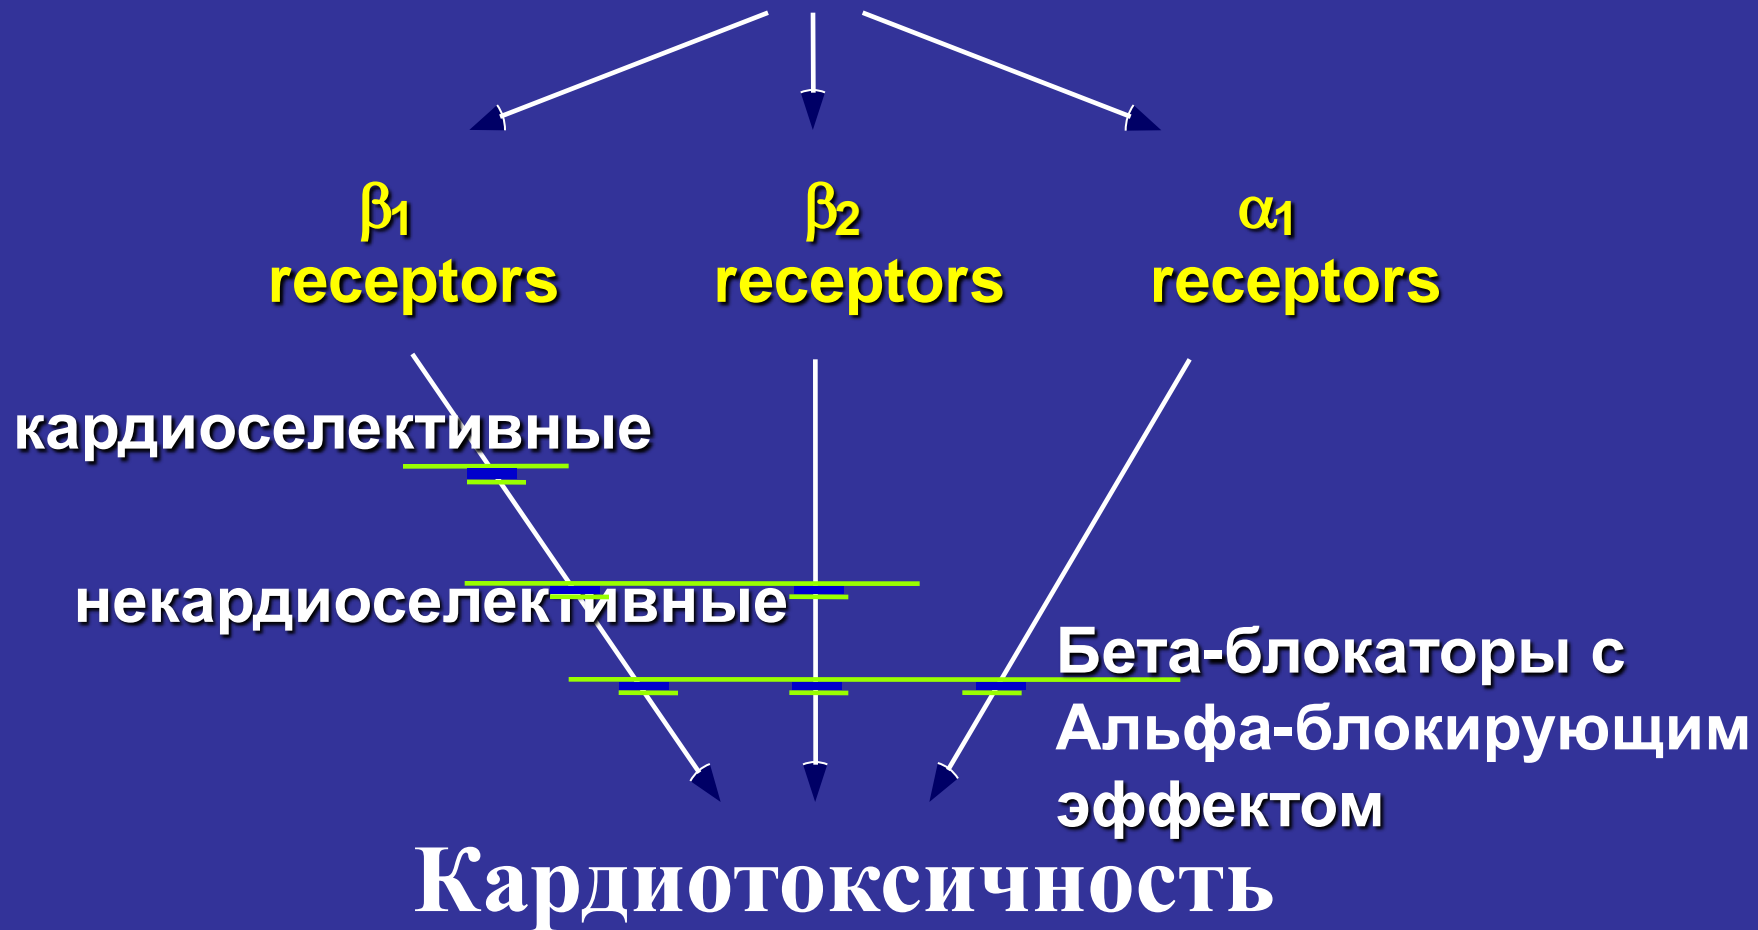 β1
receptors
β2
receptors
α1
receptors
кардиоселективные
некардиоселективные
Бета-блокаторы с
Альфа-блокирующим
эффектом
Кардиотоксичность